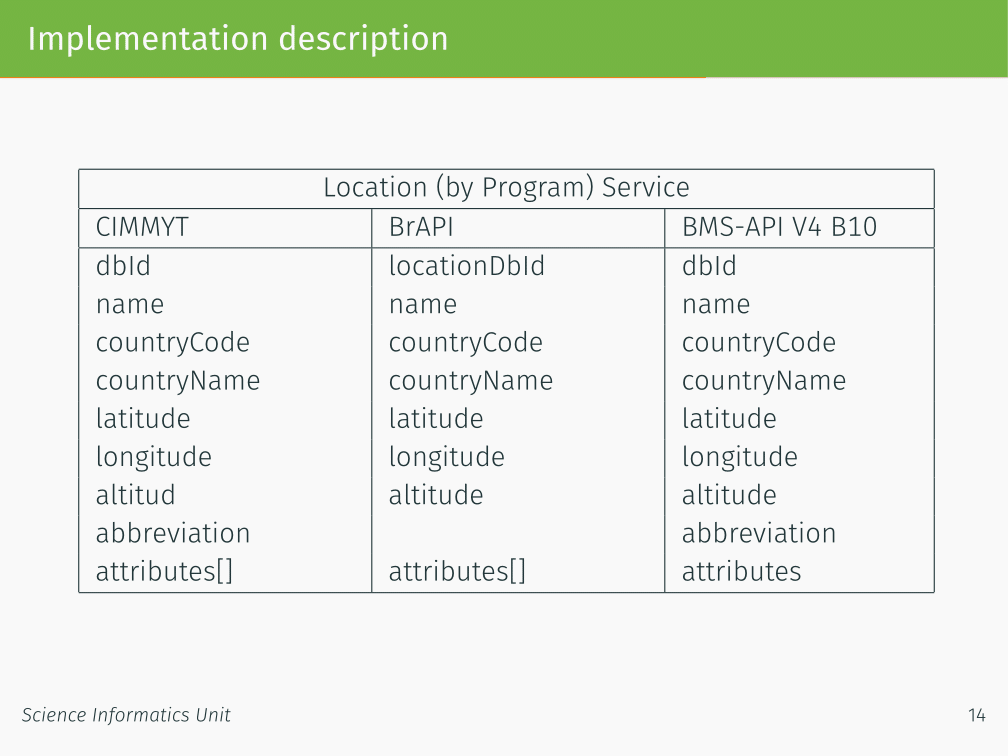 Implementation description
Location (by Program) Service
CIMMYT BrAPI BMS-API V4 B10
dbId locationDbId dbId
name name name
countryCode countryCode countryCode
countryName countryName countryName
latitude latitude latitude
longitude longitude longitude
altitud altitude altitude
abbreviation abbreviation
attributes[] attributes[] attributes
Science Informatics Unit 14